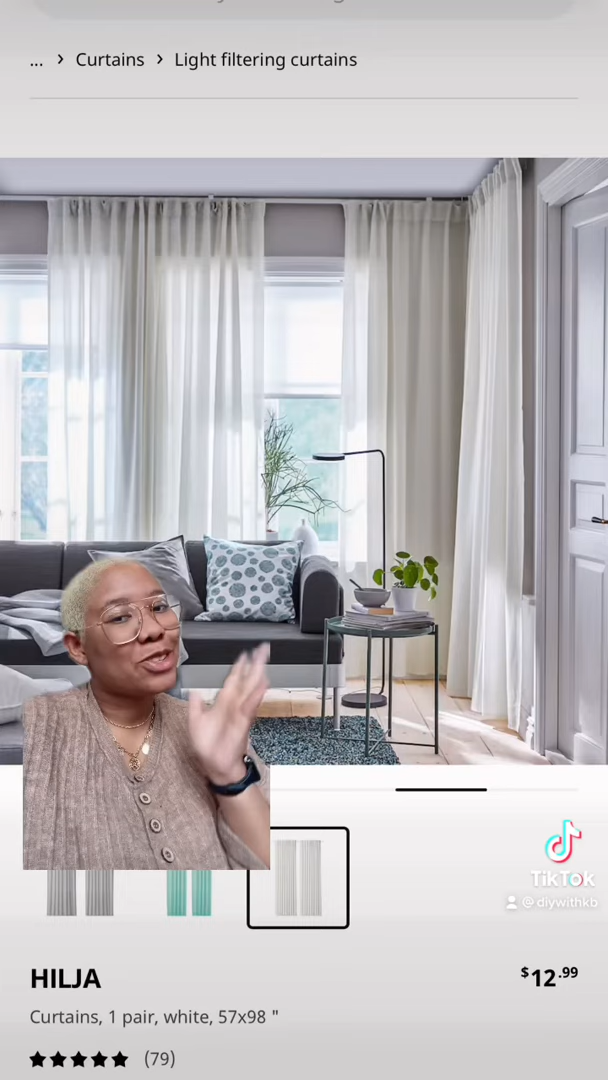 ... > Curtains > Light filtering curtains
TikTok
@diywithkb
HILJA
$12.99
Curtains, 1 pair, white, 57x98 "
(79)